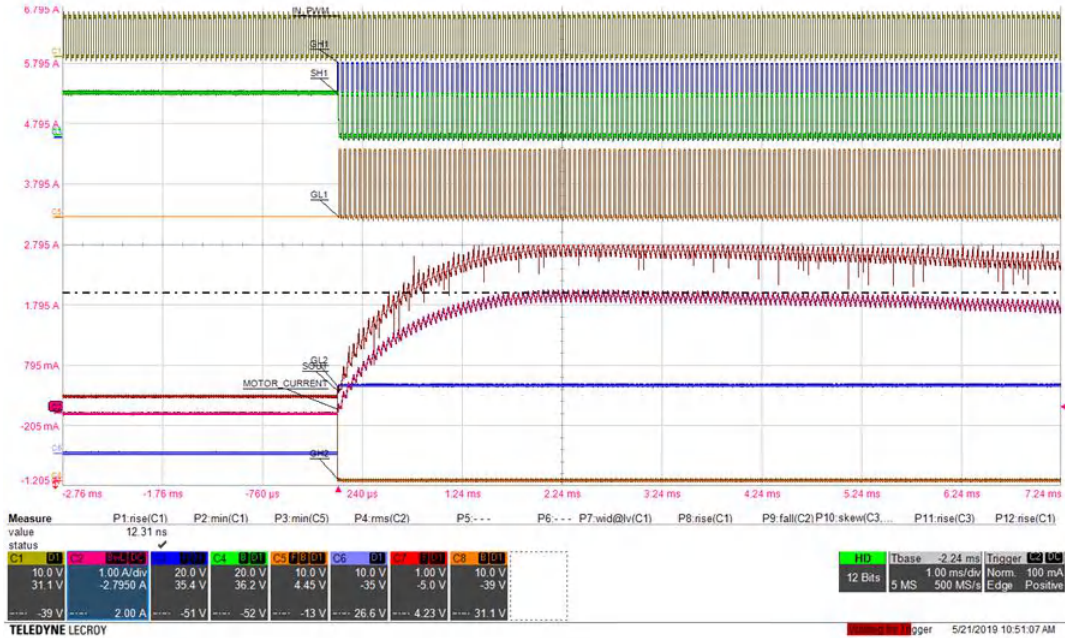 6.795 A
IN_PWM
C1
GH1
5.795 A
SH1
4.795 A
3.795 A
GL1
2.795 A
1.795 A
GL2
795 mA
MOTOR_CURRENT
-205 mA
C6
GH2
-1.205 A
-2.76 ms -1.76 ms -760 µs 240 µs 1.24 ms 2.24 ms 3.24 ms 4.24 ms 5.24 ms 6.24 ms 7.24 ms
Measure P1:rise(C1) P2:min(C1) P3:min(C5) P4:rms(C2) P5:- - - P6:- - - P7:wid@lv(C1) P8:rise(C1) P9:fall(C2) P10:skew(C3,... P11:rise(C3) P12:rise(C1)
value 12.31 ns
status ✔
C1 D1 C2 DC C4 B D1 C5 F B D1 C6 D1 C7 B D1 C8 B D1 HD Tbase -2.24 ms Trigger C2 DC
10.0 V 1.00 A/div 20.0 V 20.0 V 10.0 V 10.0 V 1.00 V 10.0 V 12 Bits 1.00 ms/div Norm. 100 mA
31.1 V -2.7950 A 35.4 V 36.2 V 4.45 V -35 V -5.0 V -39 V 5 MS 500 MS/s Edge Positive
-39 V 2.00 A -51 V -52 V -13 V 26.6 V 4.23 V 31.1 V
TELEDYNE LECROY Trigger 5/21/2019 10:51:07 AM